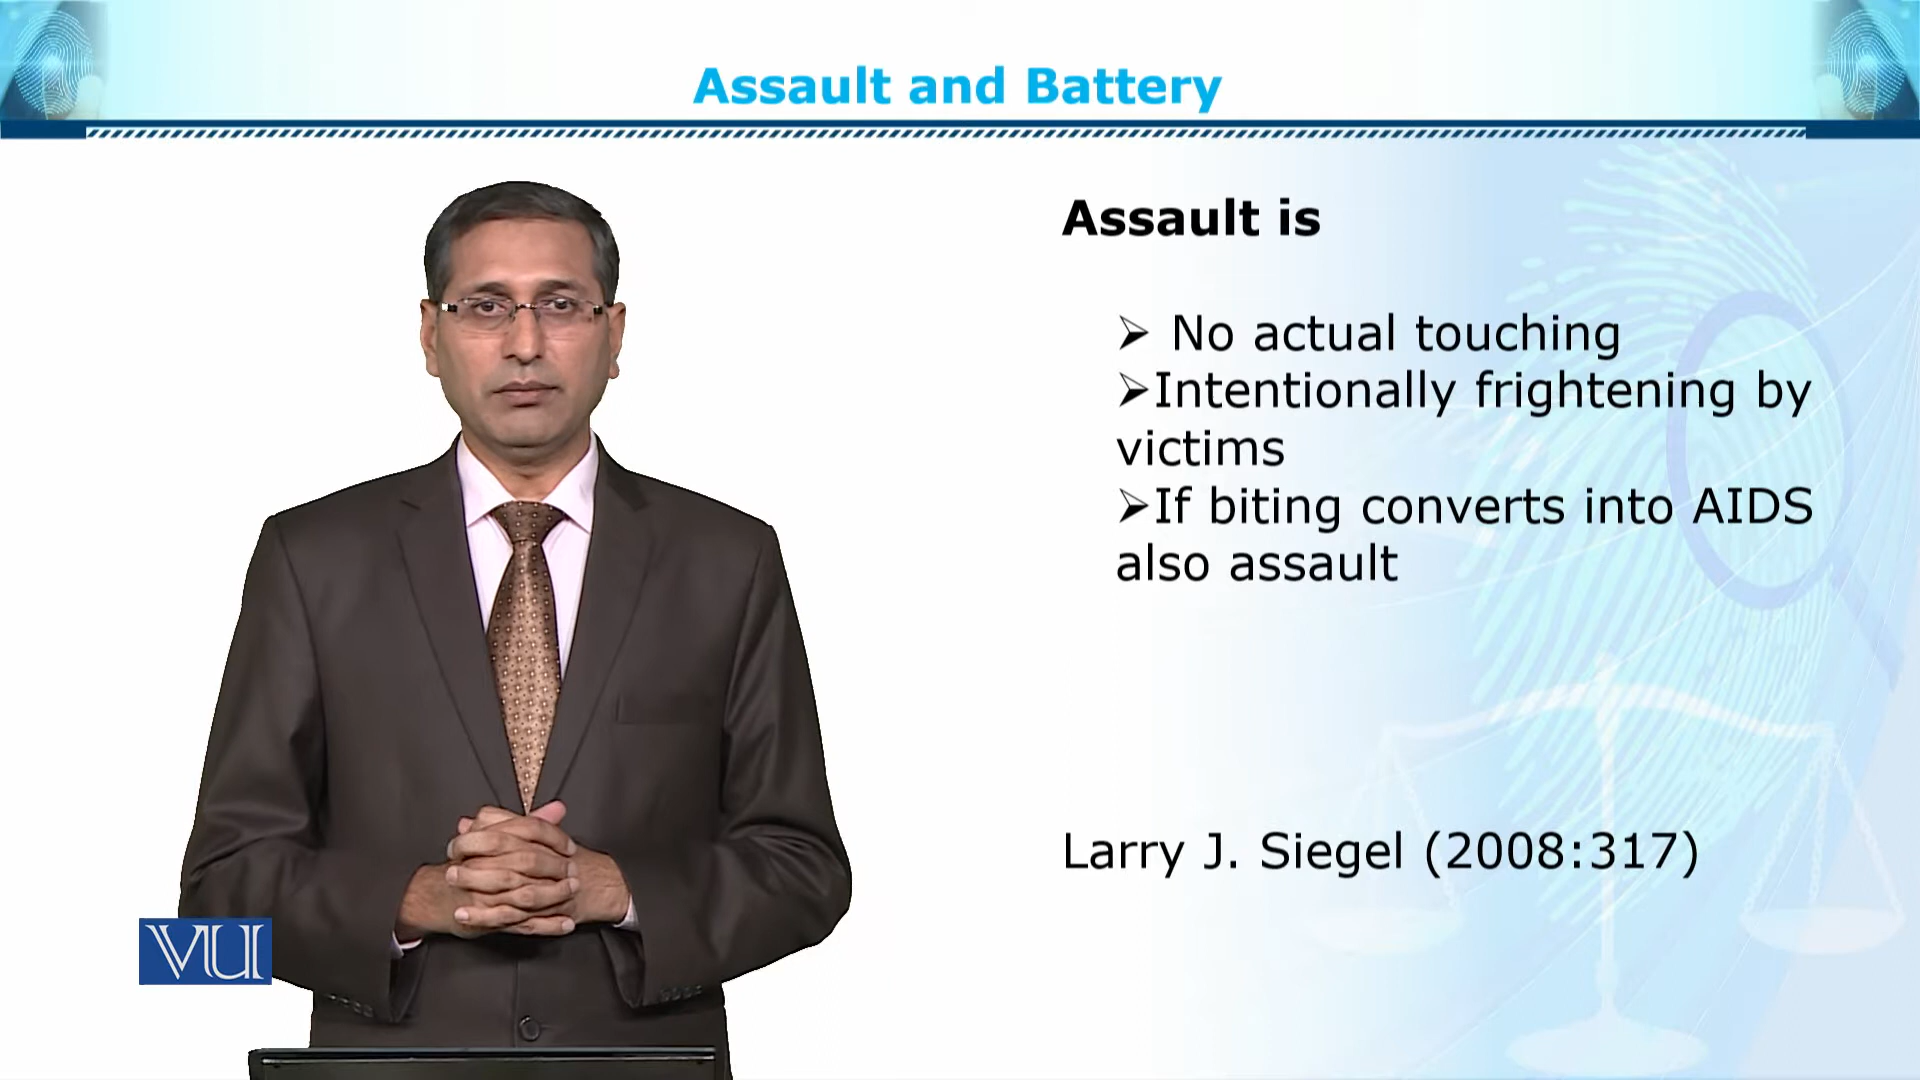 Assault and Battery
Assault is
➢ No actual touching
➢Intentionally frightening by
victims
➢If biting converts into AIDS
also assault
Larry J. Siegel (2008:317)
VU